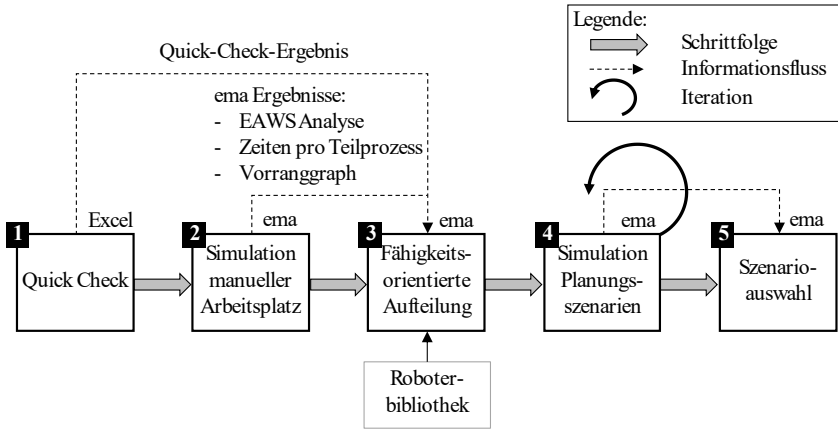 Legende:
Schrittfolge
Informationsfluss
Iteration
Quick-Check-Ergebnis
ema Ergebnisse:
- EAWS Analyse
- Zeiten pro Teilprozess
- Vorranggraph
1
Excel
Quick Check
2
ema
Simulation
manueller
Arbeitsplatz
3
ema
Fähigkeits-
orientierte
Aufteilung
4
ema
Simulation
Planungs-
szenarien
5
ema
Szenario-
auswahl
Roboter-
bibliothek